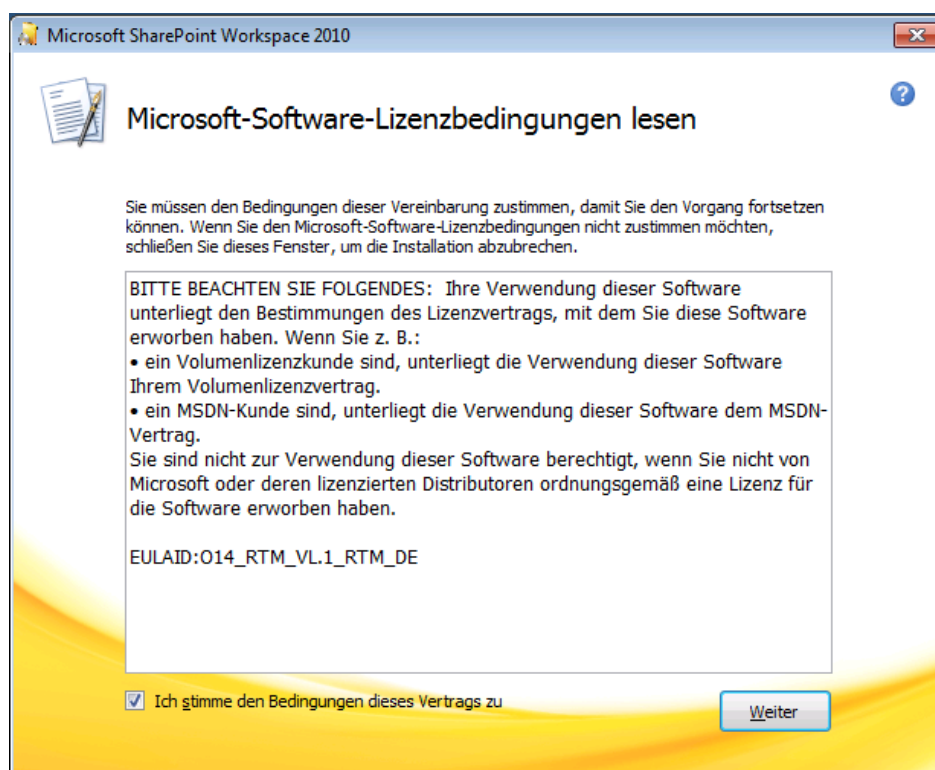 Microsoft SharePoint Workspace 2010
Microsoft-Software-Lizenzbedingungen lesen
Sie müssen den Bedingungen dieser Vereinbarung zustimmen, damit Sie den Vorgang fortsetzen
können. Wenn Sie den Microsoft-Software-Lizenzbedingungen nicht zustimmen möchten,
schließen Sie dieses Fenster, um die Installation abzubrechen.
BITTE BEACHTEN SIE FOLGENDES:  Ihre Verwendung dieser Software
unterliegt den Bestimmungen des Lizenzvertrags, mit dem Sie diese Software
erworben haben. Wenn Sie z. B.:
• ein Volumenlizenzkunde sind, unterliegt die Verwendung dieser Software
Ihrem Volumenlizenzvertrag.
• ein MSDN-Kunde sind, unterliegt die Verwendung dieser Software dem MSDN-
Vertrag.
Sie sind nicht zur Verwendung dieser Software berechtigt, wenn Sie nicht von
Microsoft oder deren lizenzierten Distributoren ordnungsgemäß eine Lizenz für
die Software erworben haben.
EULAID:O14_RTM_VL.1_RTM_DE
Ich stimme den Bedingungen dieses Vertrags zu
Weiter